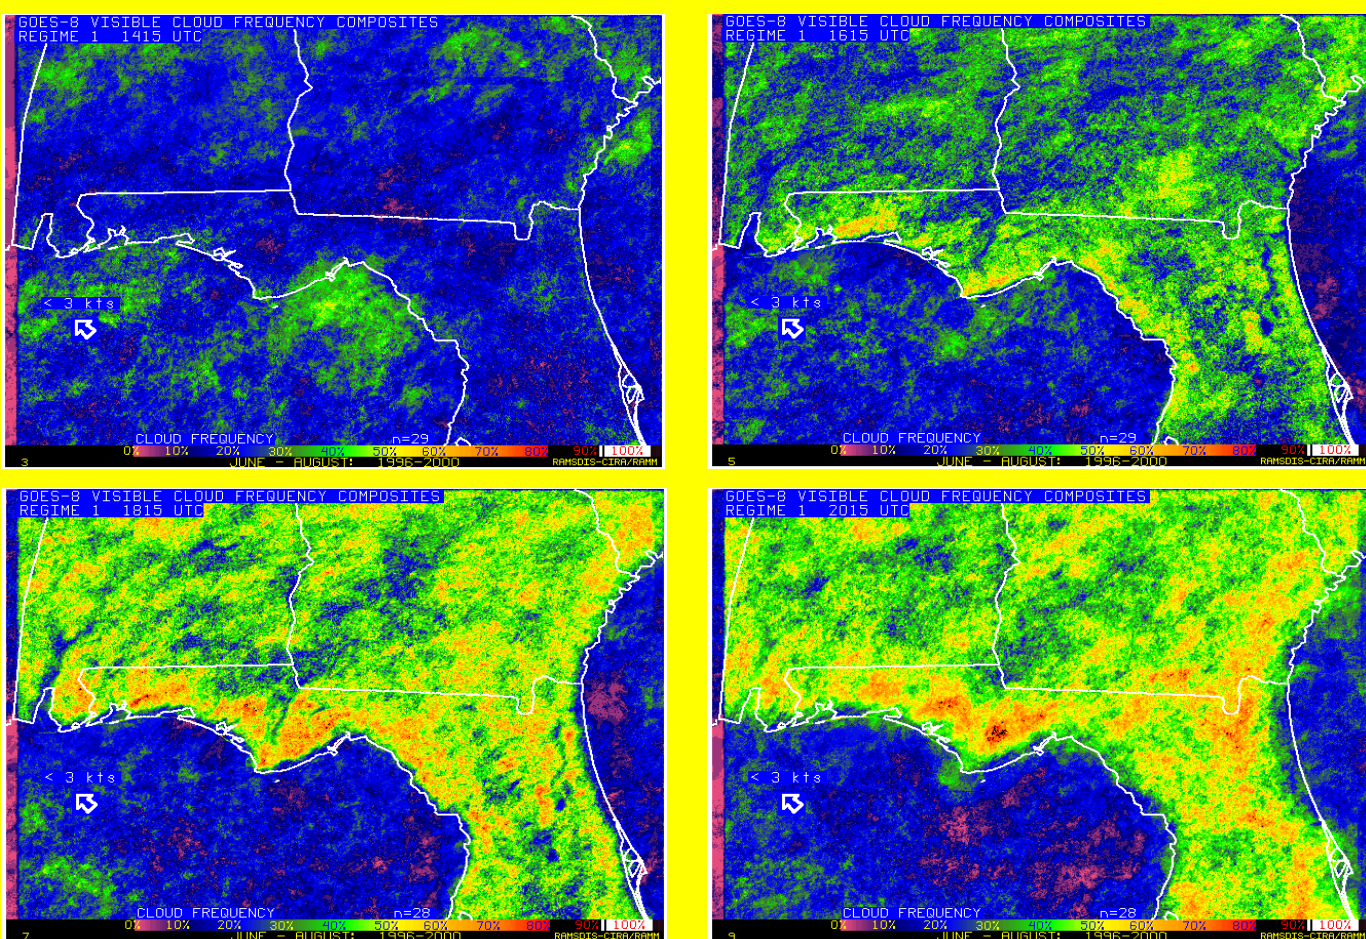 GOES-8 VISIBLE CLOUD FREQUENCY COMPOSITES
REGIME 1 1415 UTC
< 3 kts
CLOUD FREQUENCY n=29
0% 10% 20% 30% 40% 50% 60% 70% 80% 90% 100%
3 JUNE - AUGUST: 1996-2000 RAMSDIS-CIRA/RAMM
GOES-8 VISIBLE CLOUD FREQUENCY COMPOSITES
REGIME 1 1615 UTC
< 3 kts
CLOUD FREQUENCY n=29
0% 10% 20% 30% 40% 50% 60% 70% 80% 90% 100%
5 JUNE - AUGUST: 1996-2000 RAMSDIS-CIRA/RAMM
GOES-8 VISIBLE CLOUD FREQUENCY COMPOSITES
REGIME 1 1815 UTC
< 3 kts
CLOUD FREQUENCY n=28
0% 10% 20% 30% 40% 50% 60% 70% 80% 90% 100%
7 JUNE - AUGUST: 1996-2000 RAMSDIS-CIRA/RAMM
GOES-8 VISIBLE CLOUD FREQUENCY COMPOSITES
REGIME 1 2015 UTC
< 3 kts
CLOUD FREQUENCY n=28
0% 10% 20% 30% 40% 50% 60% 70% 80% 90% 100%
9 JUNE - AUGUST: 1996-2000 RAMSDIS-CIRA/RAMM